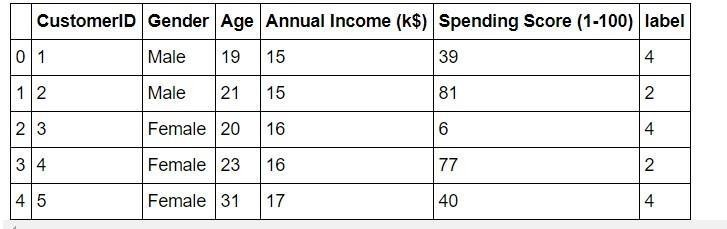 CustomerID Gender Age Annual Income (k$) Spending Score (1-100) label
0 1 Male 19 15 39 4
1 2 Male 21 15 81 2
2 3 Female 20 16 6 4
3 4 Female 23 16 77 2
4 5 Female 31 17 40 4